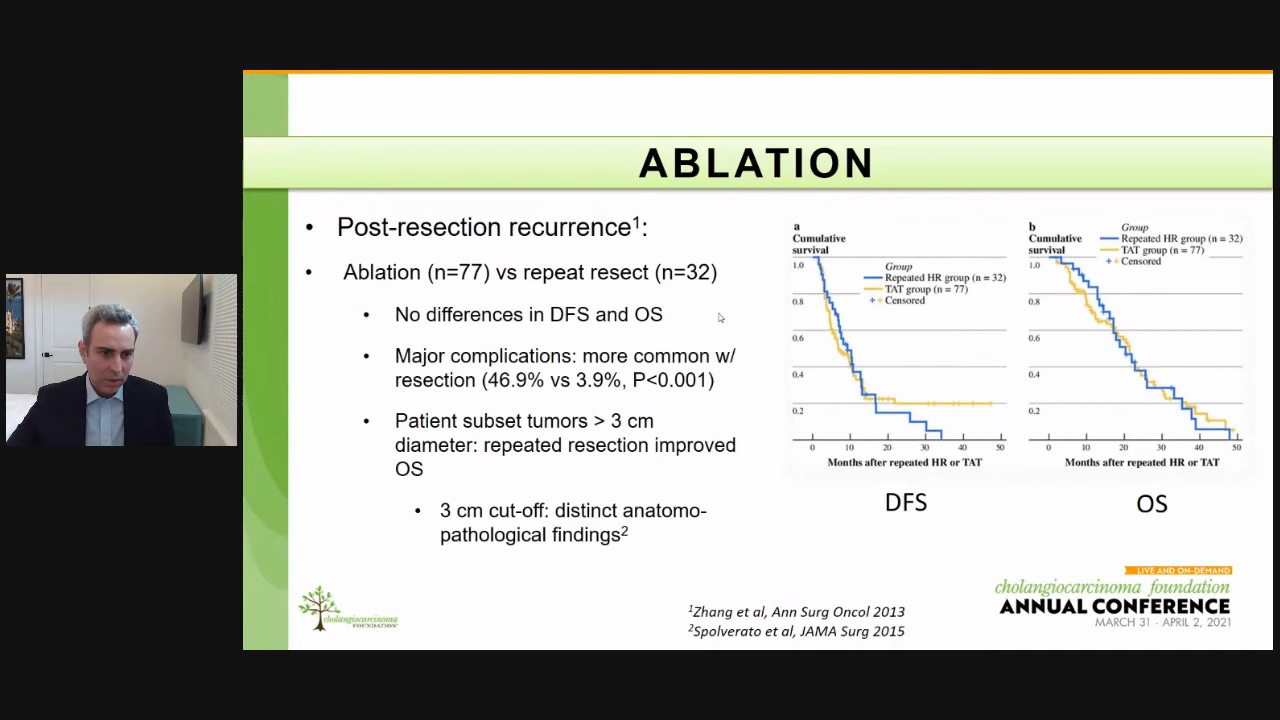 ABLATION
• Post-resection recurrence¹:
• Ablation (n=77) vs repeat resect (n=32)
• No differences in DFS and OS
• Major complications: more common w/
resection (46.9% vs 3.9%, P<0.001)
• Patient subset tumors > 3 cm
diameter: repeated resection improved
OS
• 3 cm cut-off: distinct anatomo-
pathological findings²
a
Cumulative
survival
Group
Repeated HR group (n = 32)
TAT group (n = 77)
Censored
1.0
0.8
0.6
0.4
0.2
0 10 20 30 40 50
Months after repeated HR or TAT
DFS
b
Cumulative
survival
Group
Repeated HR group (n = 32)
TAT group (n = 77)
Censored
1.0
0.8
0.6
0.4
0.2
0 10 20 30 40 50
Months after repeated HR or TAT
OS
cholangiocarcinoma
FOUNDATION
¹Zhang et al, Ann Surg Oncol 2013
²Spolverato et al, JAMA Surg 2015
LIVE AND ON-DEMAND
cholangiocarcinoma foundation
ANNUAL CONFERENCE
MARCH 31 - APRIL 2, 2021